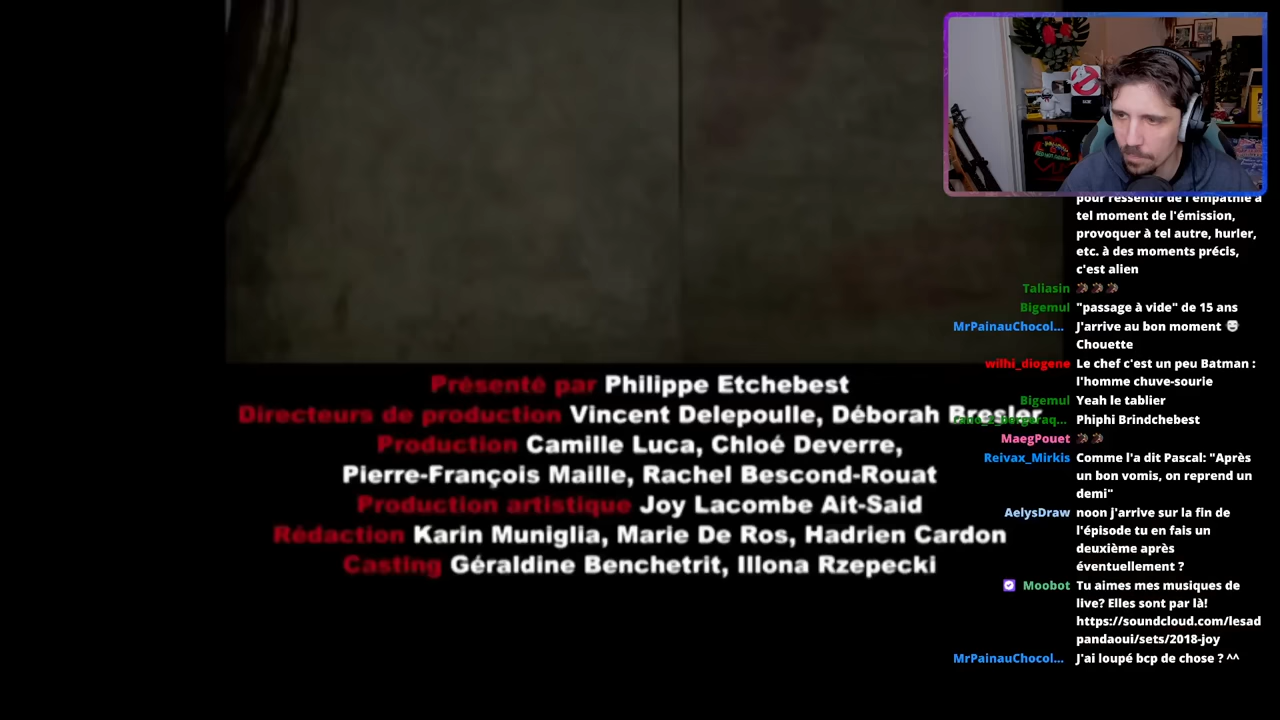 Présenté par Philippe Etchebest
Directeurs de production Vincent Delepoulle, Déborah Bresler
Production Camille Luca, Chloé Deverre,
Pierre-François Maille, Rachel Bescond-Rouat
Production artistique Joy Lacombe Ait-Said
Rédaction Karin Muniglia, Marie De Ros, Hadrien Cardon
Casting Géraldine Benchetrit, Illona Rzepecki
pour ressentir de l'empathie à
tel moment de l'émission,
provoquer à tel autre, hurler,
etc. à des moments précis,
c'est alien
Taliasin
Bigemul "passage à vide" de 15 ans
MrPainauChocol... J'arrive au bon moment
Chouette
wilhi_diogene Le chef c'est un peu Batman :
l'homme chuve-sourie
Bigemul Yeah le tablier
Phiphi Brindchebest
MaegPouet
Reivax_Mirkis Comme l'a dit Pascal: "Après
un bon vomis, on reprend un
demi"
AelysDraw noon j'arrive sur la fin de
l'épisode tu en fais un
deuxième après
éventuellement ?
Moobot Tu aimes mes musiques de
live? Elles sont par là!
https://soundcloud.com/lesad
pandaoui/sets/2018-joy
MrPainauChocol... J'ai loupé bcp de chose ? ^^